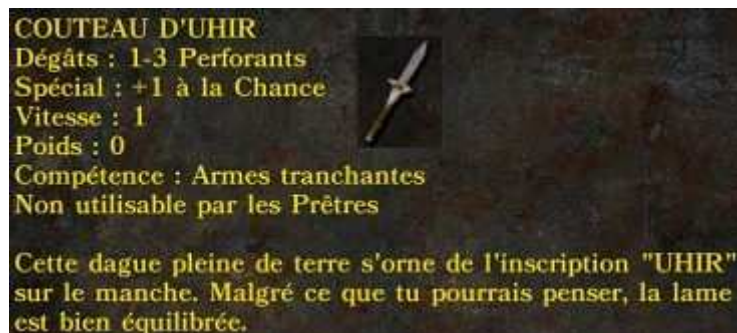 COUTEAU D'UHIR
Dégâts : 1-3 Perforants
Spécial : +1 à la Chance
Vitesse : 1
Poids : 0
Compétence : Armes tranchantes
Non utilisable par les Prêtres
Cette dague pleine de terre s'orne de l'inscription "UHIR"
sur le manche. Malgré ce que tu pourrais penser, la lame
est bien équilibrée.